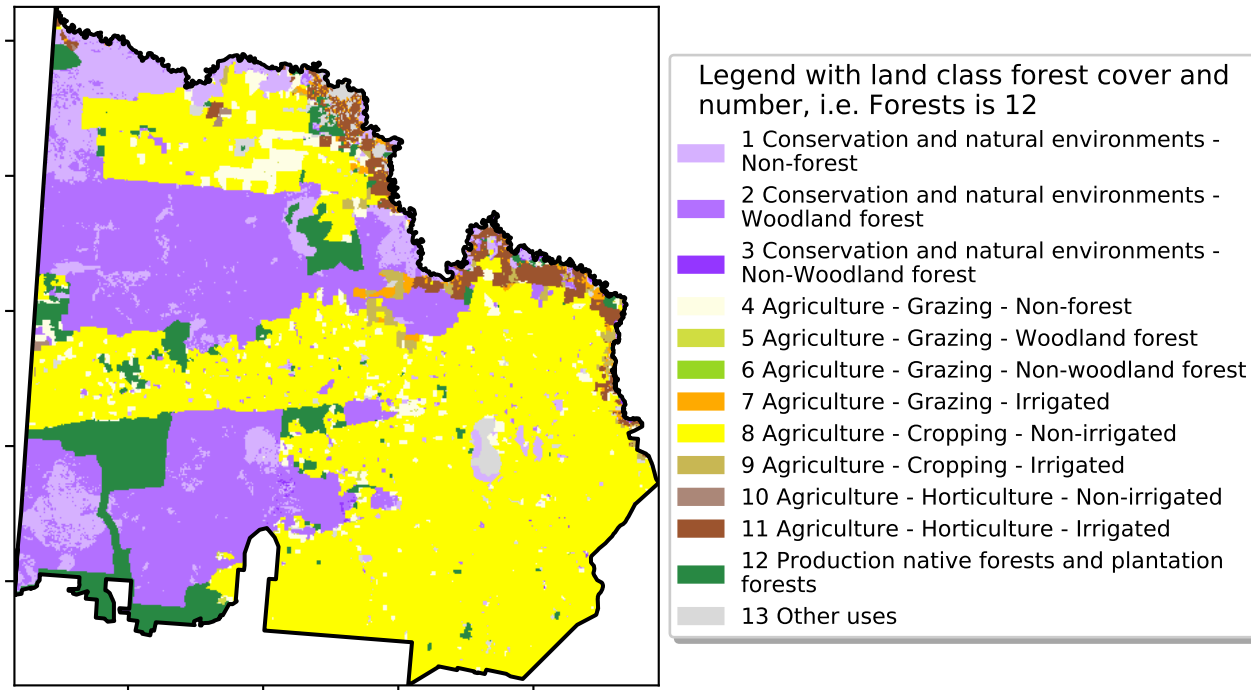 Legend with land class forest cover and
number, i.e. Forests is 12
1 Conservation and natural environments -
Non-forest
2 Conservation and natural environments -
Woodland forest
3 Conservation and natural environments -
Non-Woodland forest
4 Agriculture - Grazing - Non-forest
5 Agriculture - Grazing - Woodland forest
6 Agriculture - Grazing - Non-woodland forest
7 Agriculture - Grazing - Irrigated
8 Agriculture - Cropping - Non-irrigated
9 Agriculture - Cropping - Irrigated
10 Agriculture - Horticulture - Non-irrigated
11 Agriculture - Horticulture - Irrigated
12 Production native forests and plantation
forests
13 Other uses